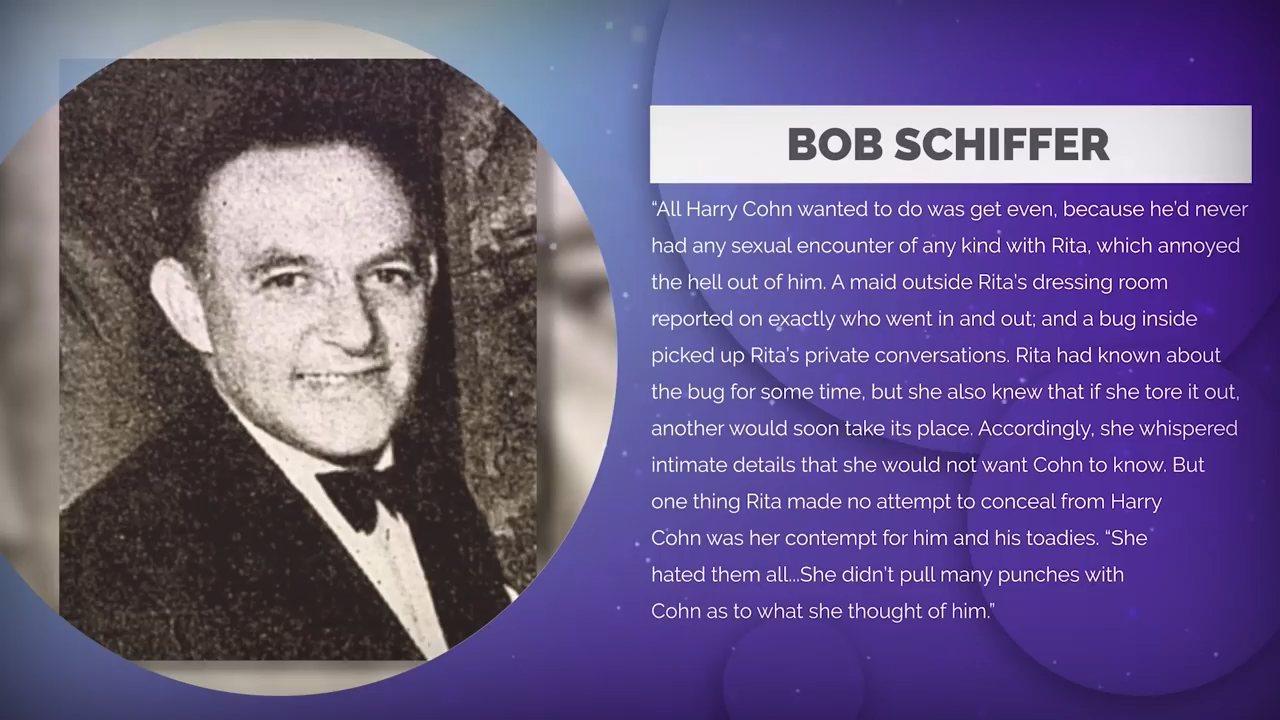 BOB SCHIFFER
“All Harry Cohn wanted to do was get even, because he’d never
had any sexual encounter of any kind with Rita, which annoyed
the hell out of him. A maid outside Rita’s dressing room
reported on exactly who went in and out; and a bug inside
picked up Rita’s private conversations. Rita had known about
the bug for some time, but she also knew that if she tore it out,
another would soon take its place. Accordingly, she whispered
intimate details that she would not want Cohn to know. But
one thing Rita made no attempt to conceal from Harry
Cohn was her contempt for him and his toadies. “She
hated them all...She didn’t pull many punches with
Cohn as to what she thought of him.”